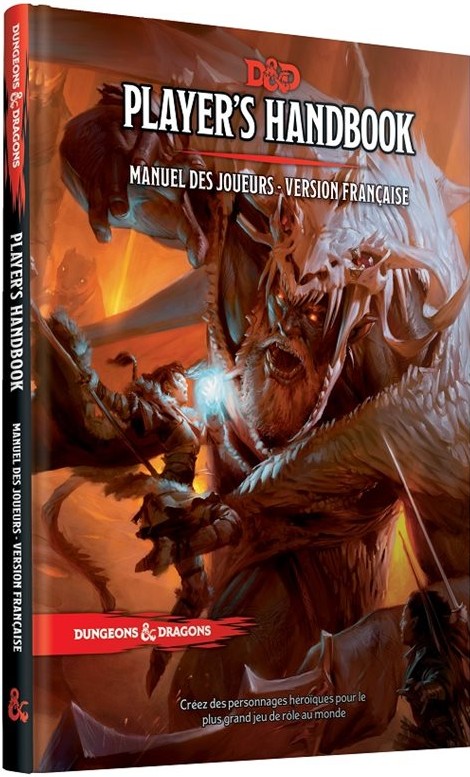 D&D
PLAYER'S HANDBOOK
MANUEL DES JOUEURS - VERSION FRANÇAISE
DUNGEONS & DRAGONS
Créez des personnages héroïques pour le
plus grand jeu de rôle au monde
DUNGEONS & DRAGONS
PLAYER'S HANDBOOK
MANUEL DES JOUEURS - VERSION FRANÇAISE
&